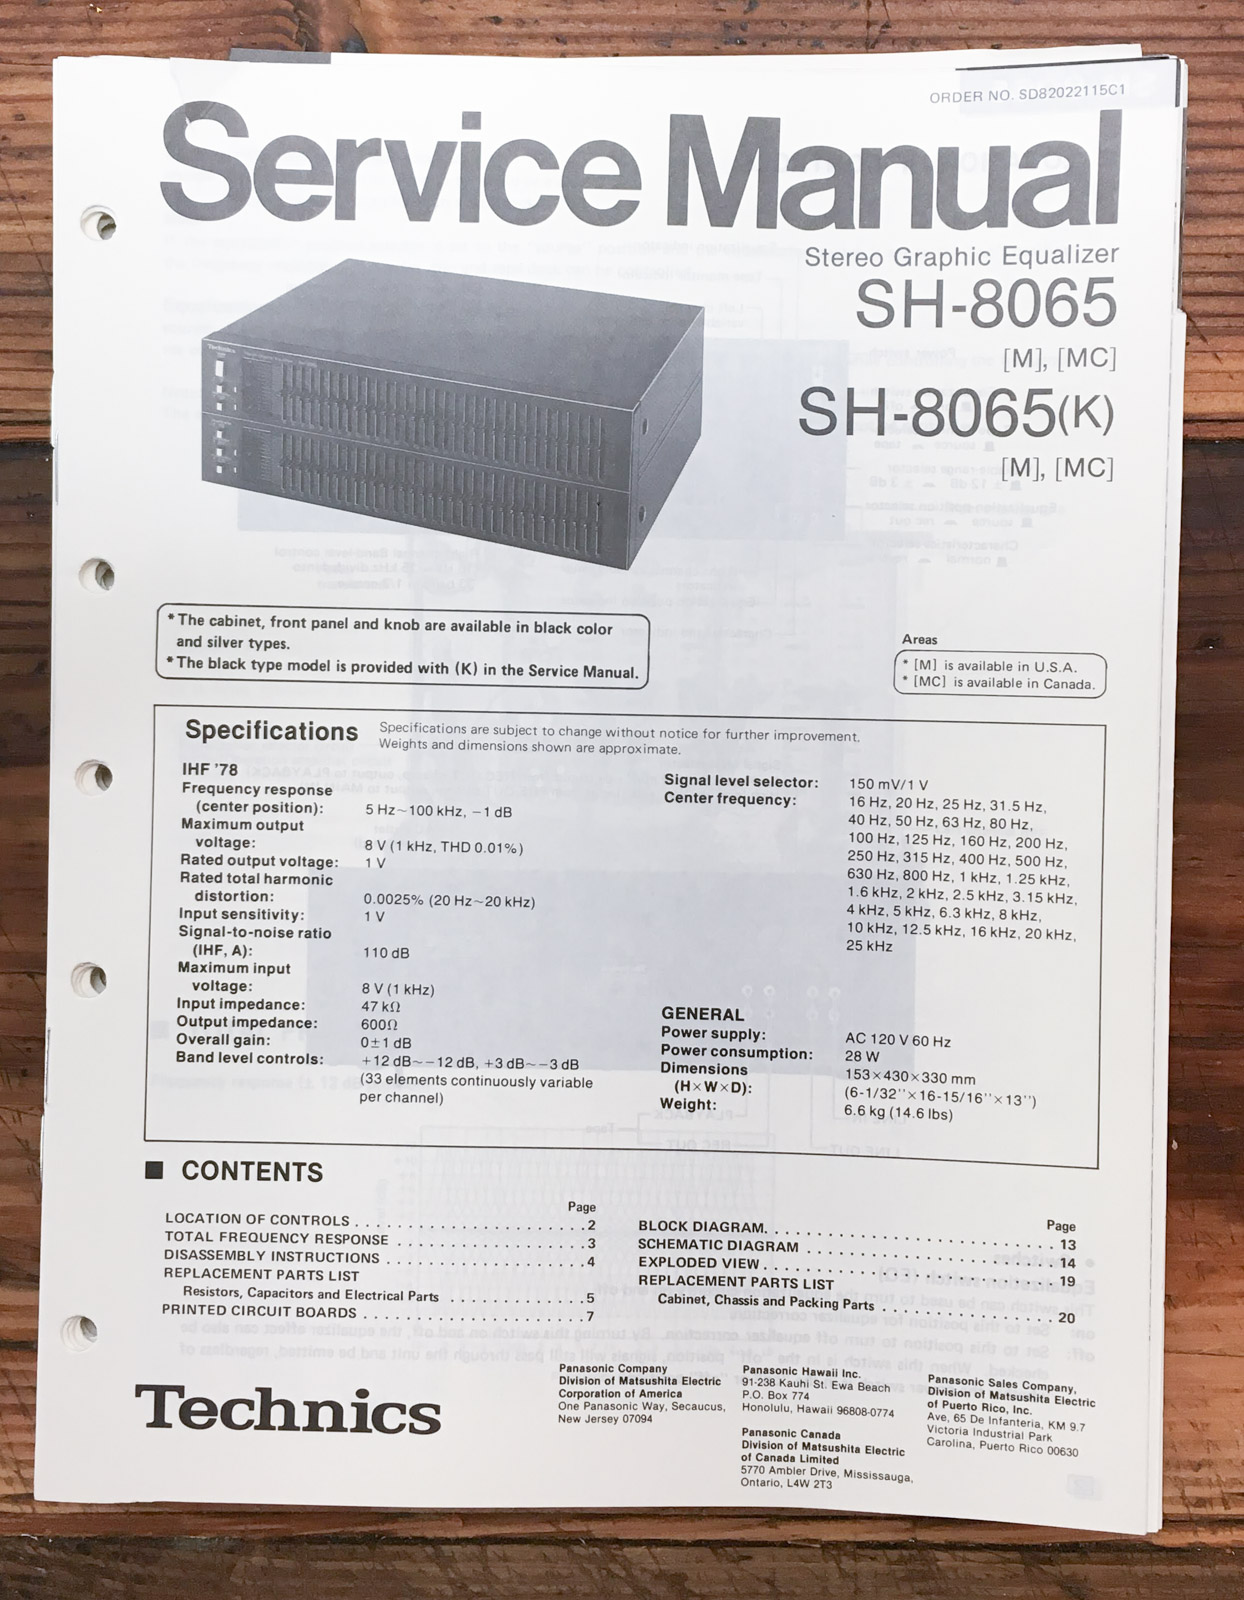 ORDER NO. SD82022115C1
Service Manual
Stereo Graphic Equalizer
SH-8065
[M], [MC]
SH-8065(K)
[M], [MC]
Technics
* The cabinet, front panel and knob are available in black color
and silver types.
* The black type model is provided with (K) in the Service Manual.
Areas
* [M] is available in U.S.A.
* [MC] is available in Canada.
Specifications
Specifications are subject to change without notice for further improvement.
Weights and dimensions shown are approximate.
IHF '78
Frequency response
(center position): 5 Hz~100 kHz, −1 dB
Maximum output
voltage: 8 V (1 kHz, THD 0.01%)
Rated output voltage: 1 V
Rated total harmonic
distortion: 0.0025% (20 Hz~20 kHz)
Input sensitivity: 1 V
Signal-to-noise ratio
(IHF, A): 110 dB
Maximum input
voltage: 8 V (1 kHz)
Input impedance: 47 kΩ
Output impedance: 600Ω
Overall gain: 0±1 dB
Band level controls: +12 dB~−12 dB, +3 dB~−3 dB
(33 elements continuously variable
per channel)
Signal level selector: 150 mV/1 V
Center frequency: 16 Hz, 20 Hz, 25 Hz, 31.5 Hz,
40 Hz, 50 Hz, 63 Hz, 80 Hz,
100 Hz, 125 Hz, 160 Hz, 200 Hz,
250 Hz, 315 Hz, 400 Hz, 500 Hz,
630 Hz, 800 Hz, 1 kHz, 1.25 kHz,
1.6 kHz, 2 kHz, 2.5 kHz, 3.15 kHz,
4 kHz, 5 kHz, 6.3 kHz, 8 kHz,
10 kHz, 12.5 kHz, 16 kHz, 20 kHz,
25 kHz
GENERAL
Power supply: AC 120 V 60 Hz
Power consumption: 28 W
Dimensions 153×430×330 mm
(H×W×D): (6-1/32''×16-15/16''×13'')
Weight: 6.6 kg (14.6 lbs)
■ CONTENTS
Page
LOCATION OF CONTROLS . . . . . . . . . . . . . . . . . . . . . . . 2
TOTAL FREQUENCY RESPONSE . . . . . . . . . . . . . . . . . . 3
DISASSEMBLY INSTRUCTIONS . . . . . . . . . . . . . . . . . . . 4
REPLACEMENT PARTS LIST
Resistors, Capacitors and Electrical Parts . . . . . . . . . . . . . 5
PRINTED CIRCUIT BOARDS . . . . . . . . . . . . . . . . . . . . . . 7
Page
BLOCK DIAGRAM. . . . . . . . . . . . . . . . . . . . . . . . . . . . 13
SCHEMATIC DIAGRAM . . . . . . . . . . . . . . . . . . . . . . . . 14
EXPLODED VIEW . . . . . . . . . . . . . . . . . . . . . . . . . . . . 19
REPLACEMENT PARTS LIST
Cabinet, Chassis and Packing Parts . . . . . . . . . . . . . . . . . 20
Technics
Panasonic Company
Division of Matsushita Electric
Corporation of America
One Panasonic Way, Secaucus,
New Jersey 07094
Panasonic Hawaii Inc.
91-238 Kauhi St. Ewa Beach
P.O. Box 774
Honolulu, Hawaii 96808-0774
Panasonic Canada
Division of Matsushita Electric
of Canada Limited
5770 Ambler Drive, Mississauga,
Ontario, L4W 2T3
Panasonic Sales Company,
Division of Matsushita Electric
of Puerto Rico, Inc.
Ave, 65 De Infanteria, KM 9.7
Victoria Industrial Park
Carolina, Puerto Rico 00630